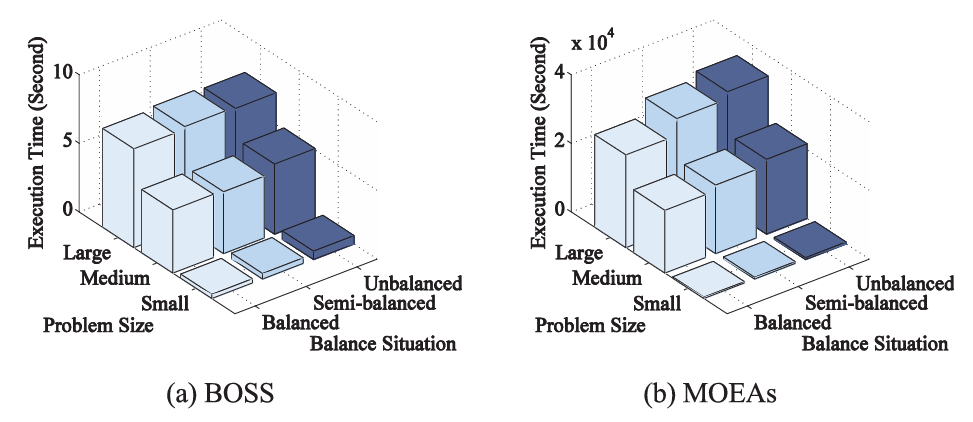 Execution Time (Second)
10
5
0
Large
Medium
Small
Problem Size
Unbalanced
Semi-balanced
Balanced
Balance Situation
(a) BOSS
x 10^4
Execution Time (Second)
4
2
0
Large
Medium
Small
Problem Size
Unbalanced
Semi-balanced
Balanced
Balance Situation
(b) MOEAs